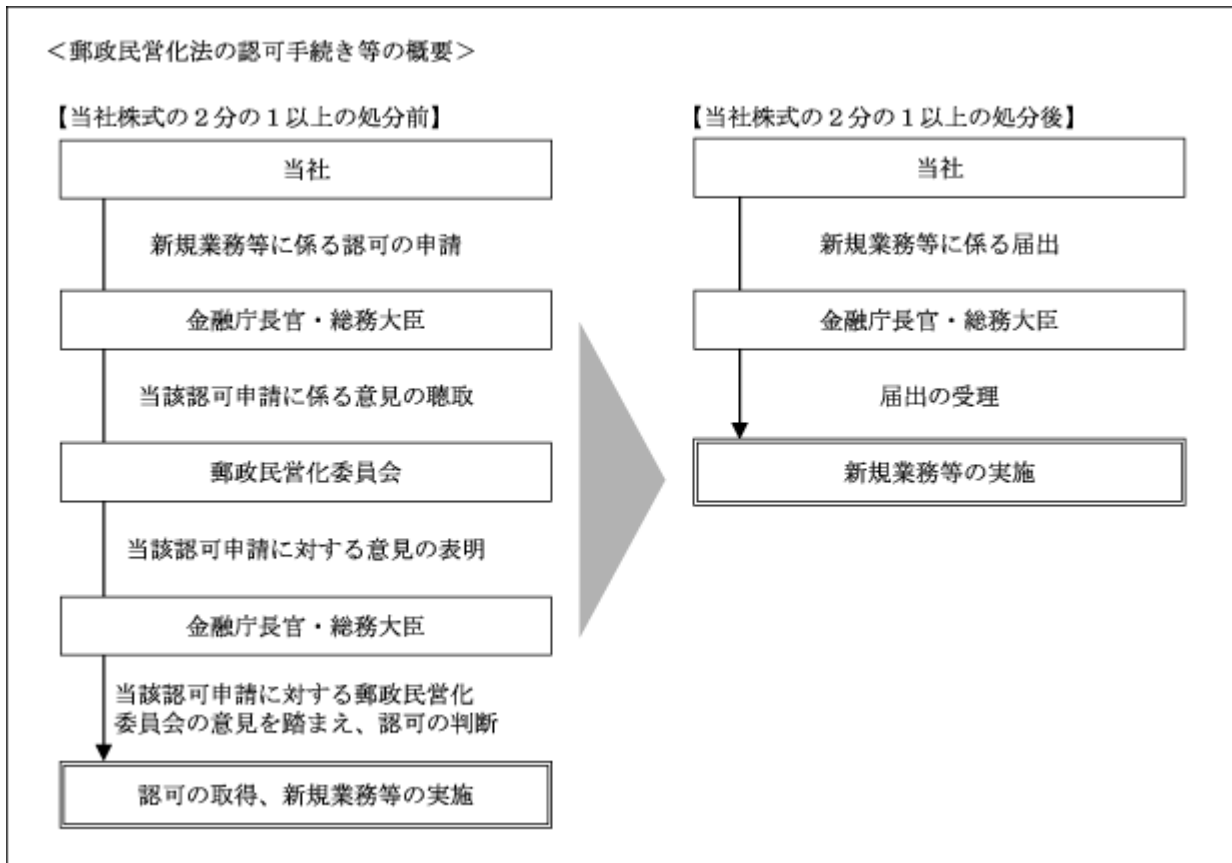 ＜郵政民営化法の認可手続き等の概要＞
【当社株式の２分の１以上の処分前】
当社
新規業務等に係る認可の申請
金融庁長官・総務大臣
当該認可申請に係る意見の聴取
郵政民営化委員会
当該認可申請に対する意見の表明
金融庁長官・総務大臣
当該認可申請に対する郵政民営化
委員会の意見を踏まえ、認可の判断
認可の取得、新規業務等の実施
【当社株式の２分の１以上の処分後】
当社
新規業務等に係る届出
金融庁長官・総務大臣
届出の受理
新規業務等の実施